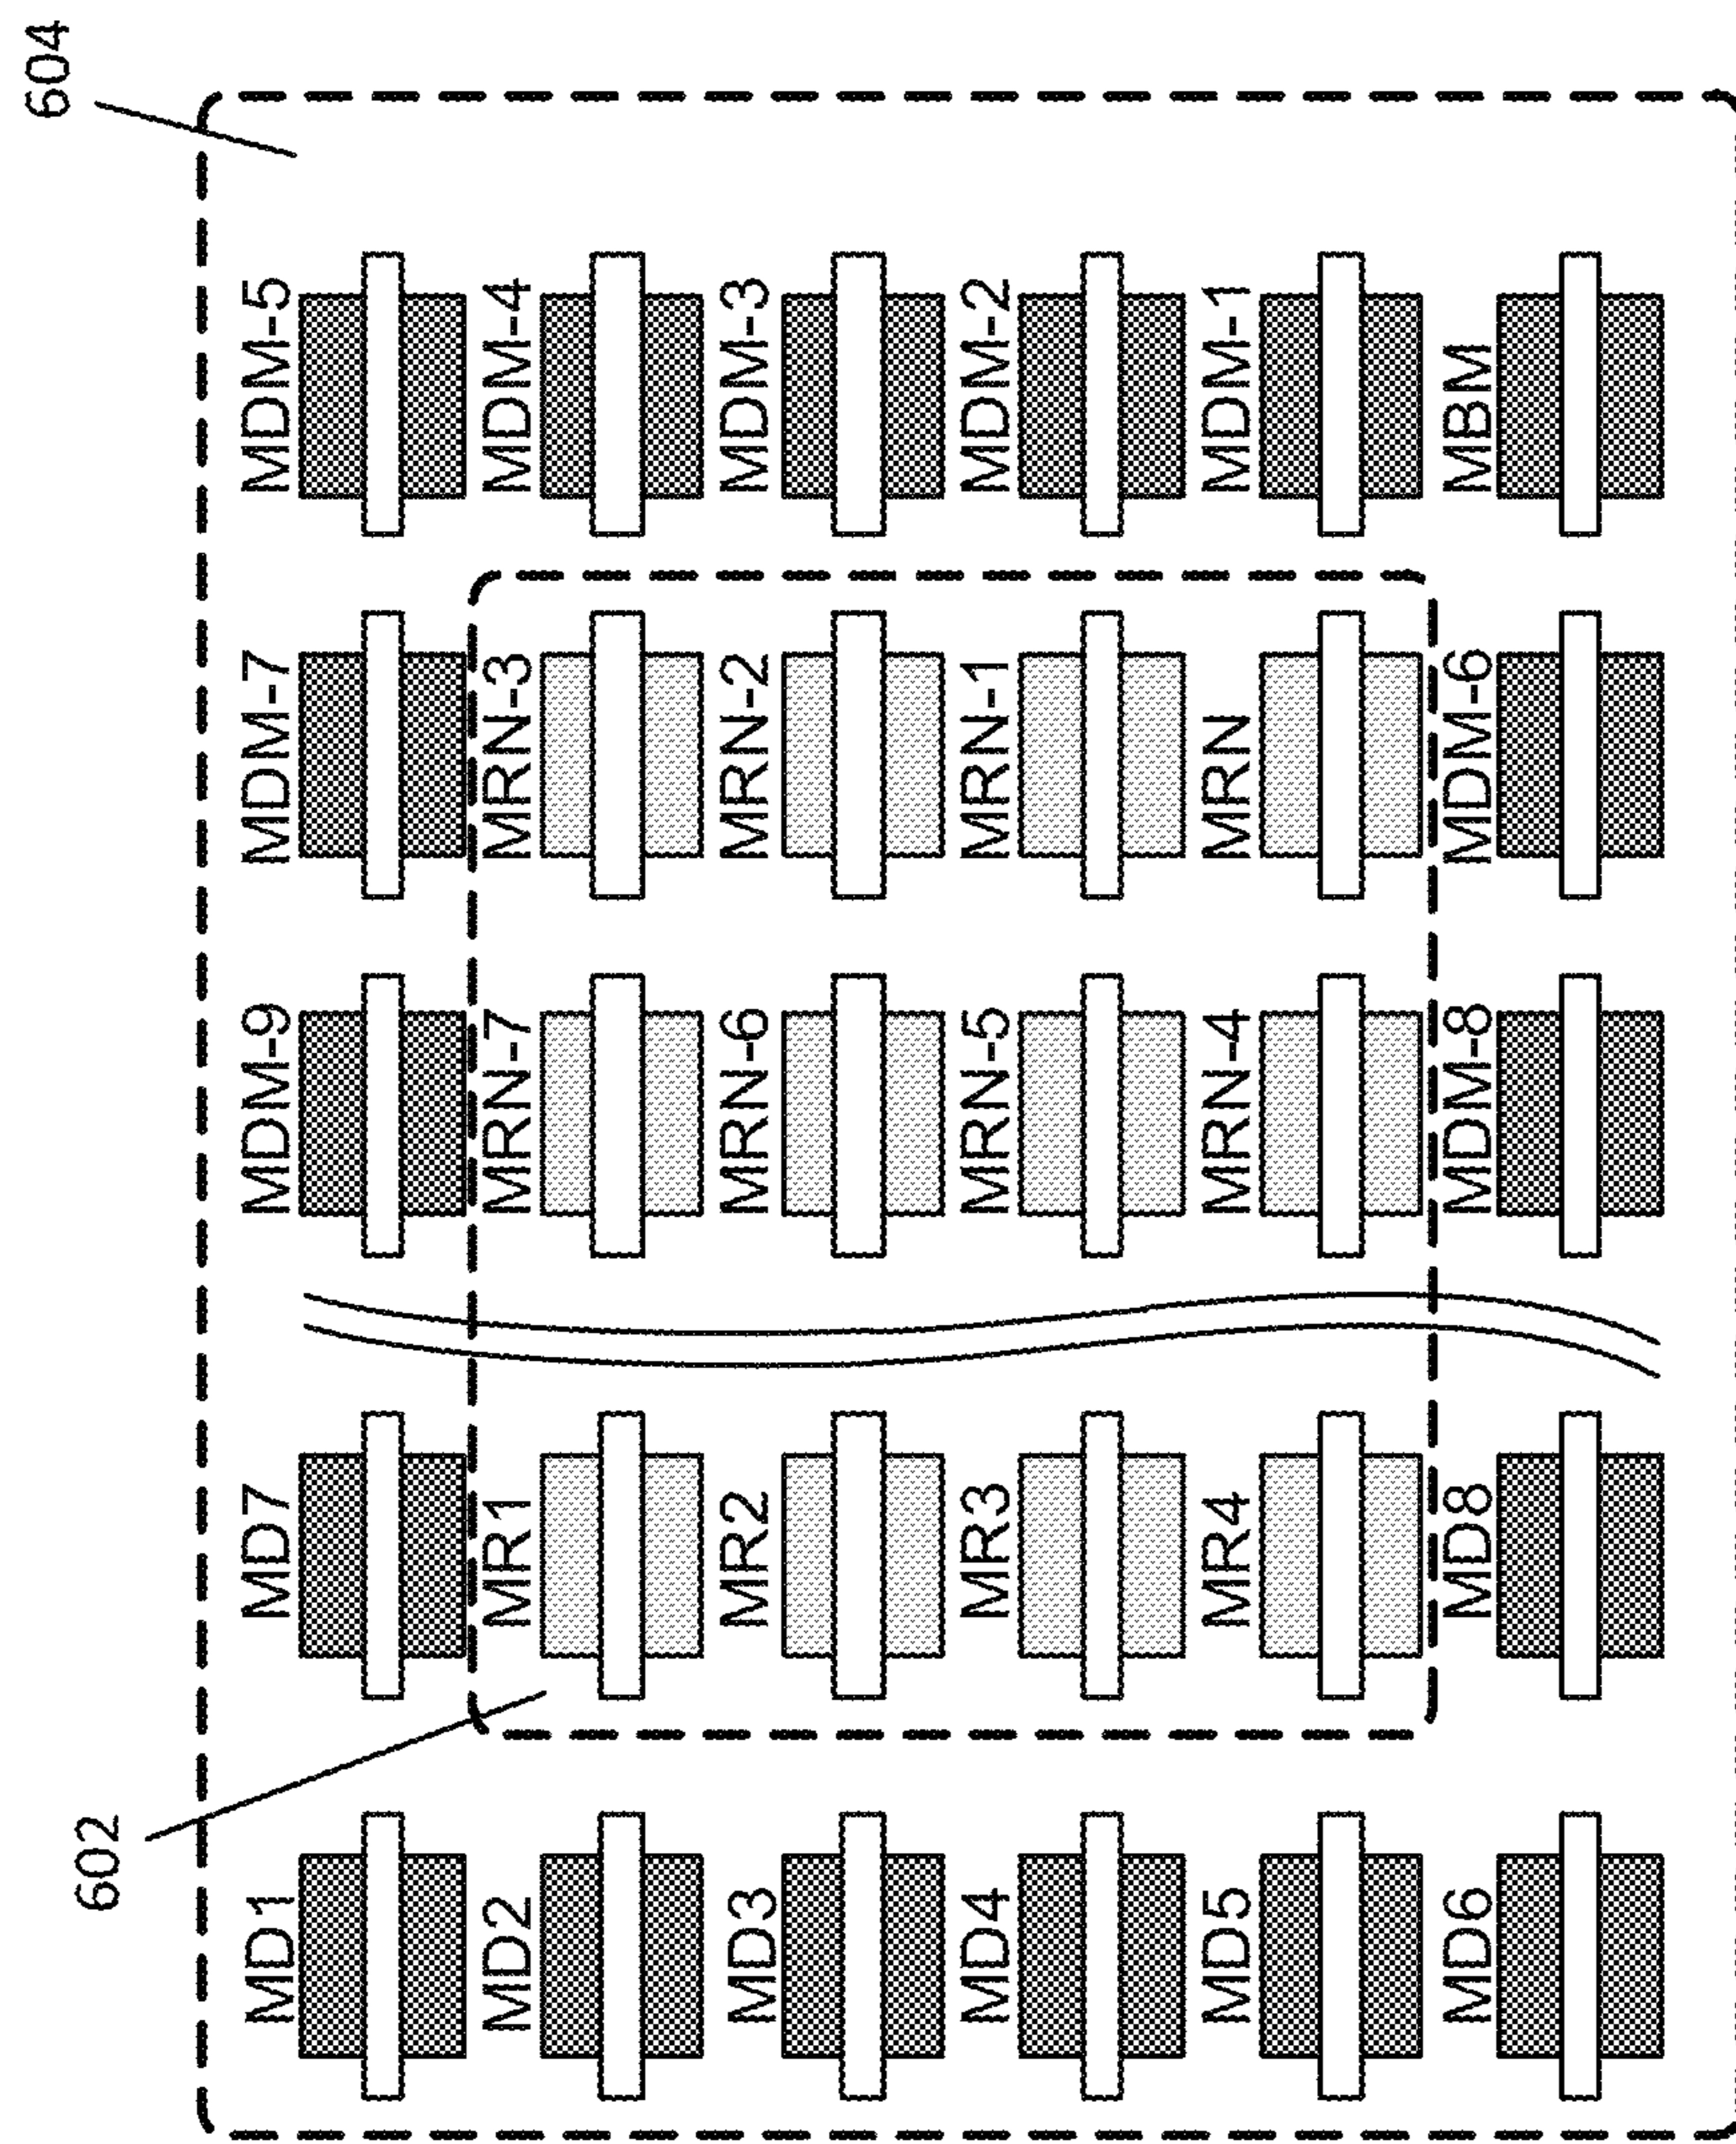 604
602
MD1 MD7 MDM-9 MDM-7 MDM-5
MD2 MR1 MRN-7 MRN-3 MDM-4
MD3 MR2 MRN-6 MRN-2 MDM-3
MD4 MR3 MRN-5 MRN-1 MDM-2
MD5 MR4 MRN-4 MRN MDM-1
MD6 MD8 MDM-8 MDM-6 MBM